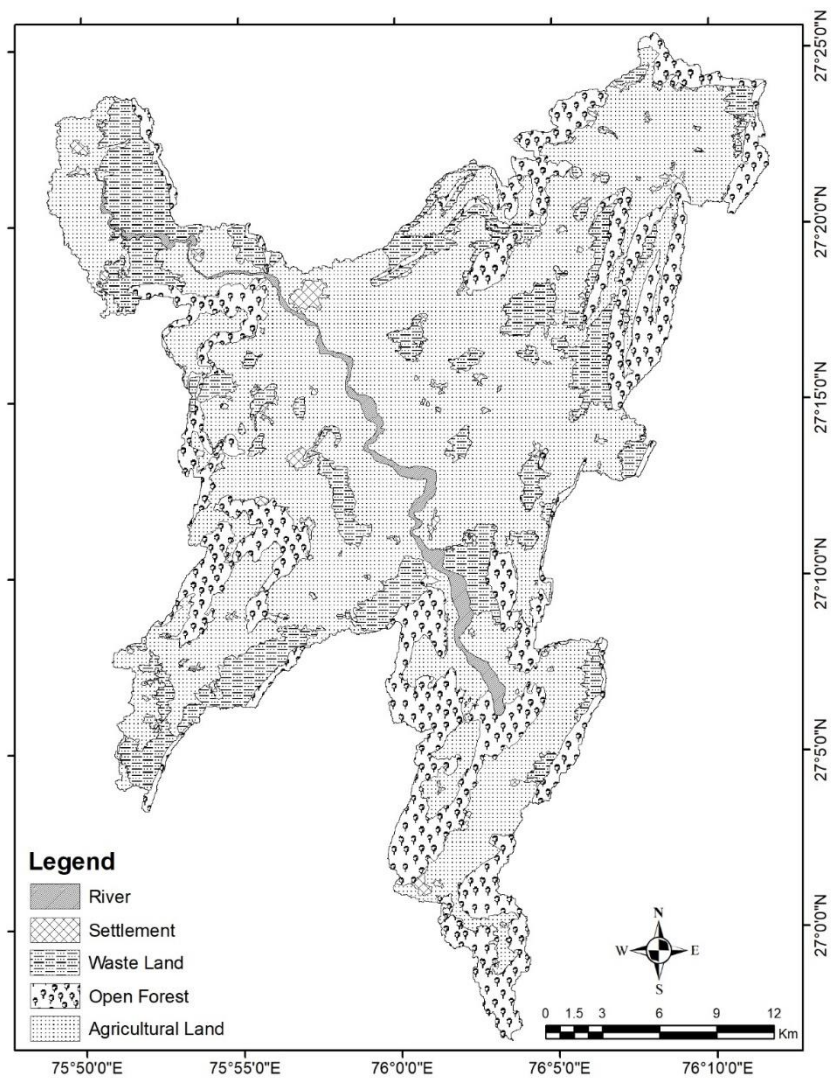 27°25'0"N
27°20'0"N
27°15'0"N
27°10'0"N
27°5'0"N
27°0'0"N
Legend
River
Settlement
Waste Land
Open Forest
Agricultural Land
N
W E
S
0 1.5 3 6 9 12
Km
75°50'0"E 75°55'0"E 76°0'0"E 76°5'0"E 76°10'0"E